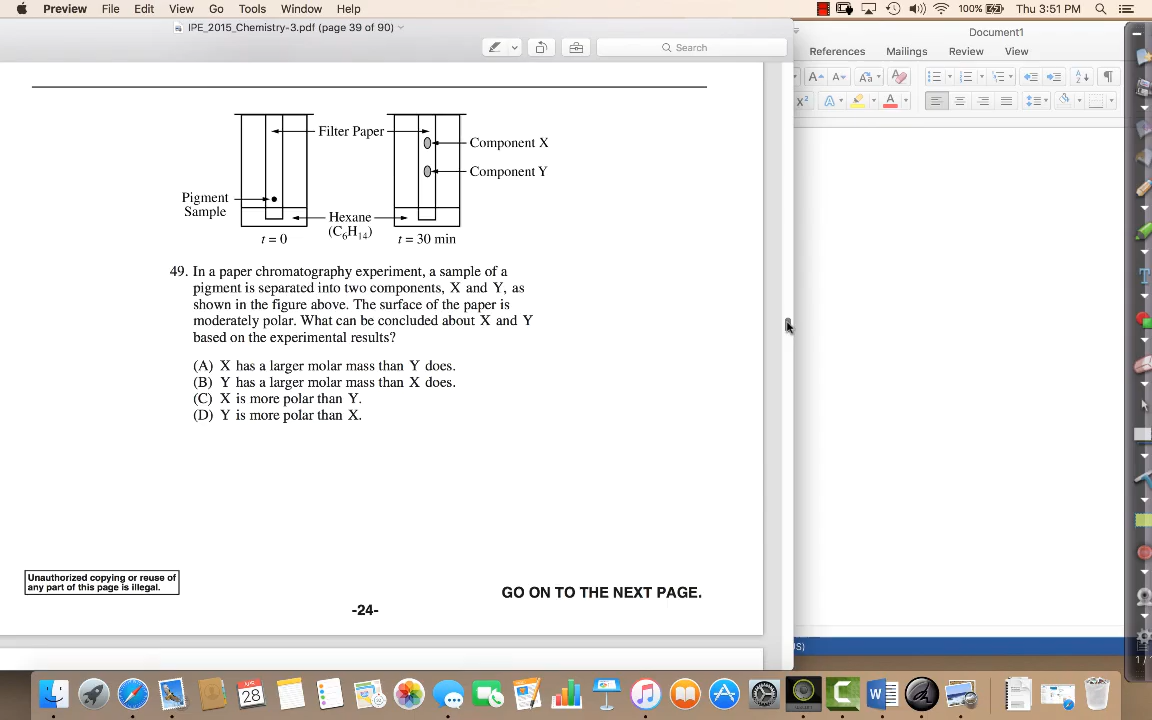 Preview File Edit View Go Tools Window Help
100% Thu 3:51 PM
IPE_2015_Chemistry-3.pdf (page 39 of 90)
Document1
Search
References Mailings Review View
Filter Paper
Component X
Component Y
Pigment
Sample
Hexane
(C6H14)
t = 0
t = 30 min
49. In a paper chromatography experiment, a sample of a
pigment is separated into two components, X and Y, as
shown in the figure above. The surface of the paper is
moderately polar. What can be concluded about X and Y
based on the experimental results?
(A) X has a larger molar mass than Y does.
(B) Y has a larger molar mass than X does.
(C) X is more polar than Y.
(D) Y is more polar than X.
Unauthorized copying or reuse of
any part of this page is illegal.
GO ON TO THE NEXT PAGE.
-24-
28